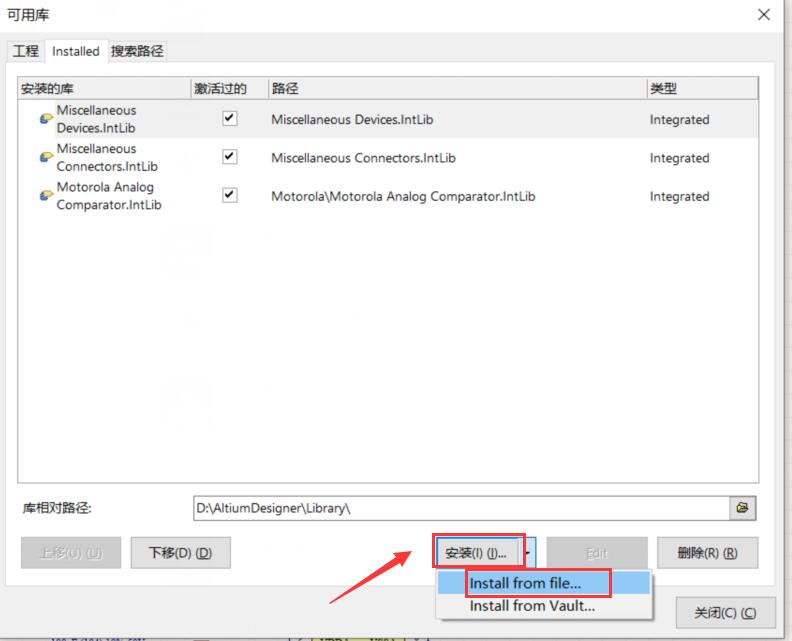 可用库
工程 Installed 搜索路径
安装的库 激活过的 路径 类型
Miscellaneous
Devices.IntLib
Miscellaneous Devices.IntLib Integrated
Miscellaneous
Connectors.IntLib
Miscellaneous Connectors.IntLib Integrated
Motorola Analog
Comparator.IntLib
Motorola\Motorola Analog Comparator.IntLib Integrated
库相对路径:
D:\AltiumDesigner\Library\
上移(U) (U) 下移(D) (D) 安装(I) (I)... Edit 删除(R) (R)
Install from file...
Install from Vault...
关闭(C) (C)